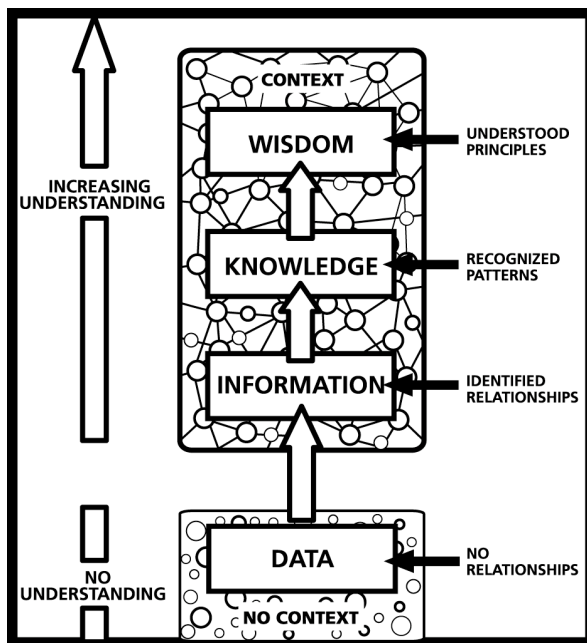 CONTEXT
WISDOM
UNDERSTOOD
PRINCIPLES
INCREASING
UNDERSTANDING
KNOWLEDGE
RECOGNIZED
PATTERNS
INFORMATION
IDENTIFIED
RELATIONSHIPS
DATA
NO
RELATIONSHIPS
NO
UNDERSTANDING
NO CONTEXT